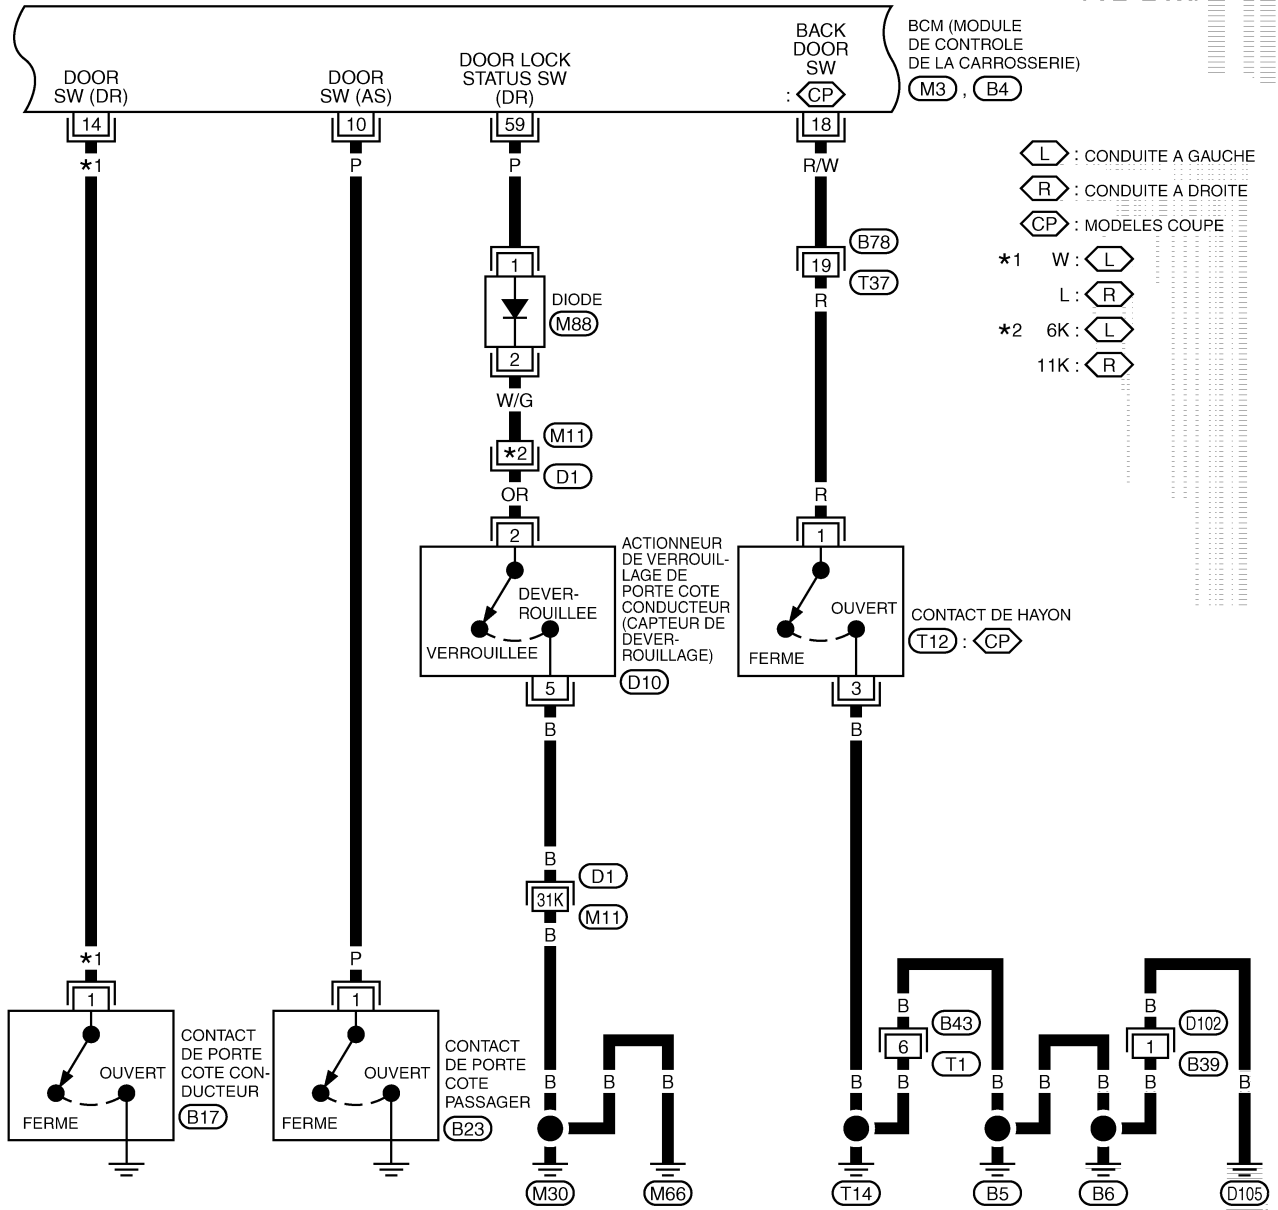 BCM (MODULE
DE CONTROLE
DE LA CARROSSERIE)
M3 , B4
DOOR
SW (DR)
DOOR
SW (AS)
DOOR LOCK
STATUS SW
(DR)
BACK
DOOR
SW
: CP
14
10
59
18
*1
P
P
R/W
L : CONDUITE A GAUCHE
R : CONDUITE A DROITE
CP : MODELES COUPE
*1 W : L
L : R
*2 6K : L
11K : R
1
DIODE
M88
2
W/G
*2
M11
D1
OR
B78
19
T37
R
R
2
DEVER-
ROUILLEE
VERROUILLEE
5
ACTIONNEUR
DE VERROUIL-
LAGE DE
PORTE COTE
CONDUCTEUR
(CAPTEUR DE
DEVER-
ROUILLAGE)
D10
1
OUVERT
FERME
3
CONTACT DE HAYON
T12 : CP
B
B
B
D1
31K
M11
B
*1
P
1
OUVERT
FERME
CONTACT
DE PORTE
COTE CON-
DUCTEUR
B17
1
OUVERT
FERME
CONTACT
DE PORTE
COTE
PASSAGER
B23
B
B
B43
6
T1
D102
1
B39
B
B
B
B
B
B
B
B
B
B
M30
M66
T14
B5
B6
D105